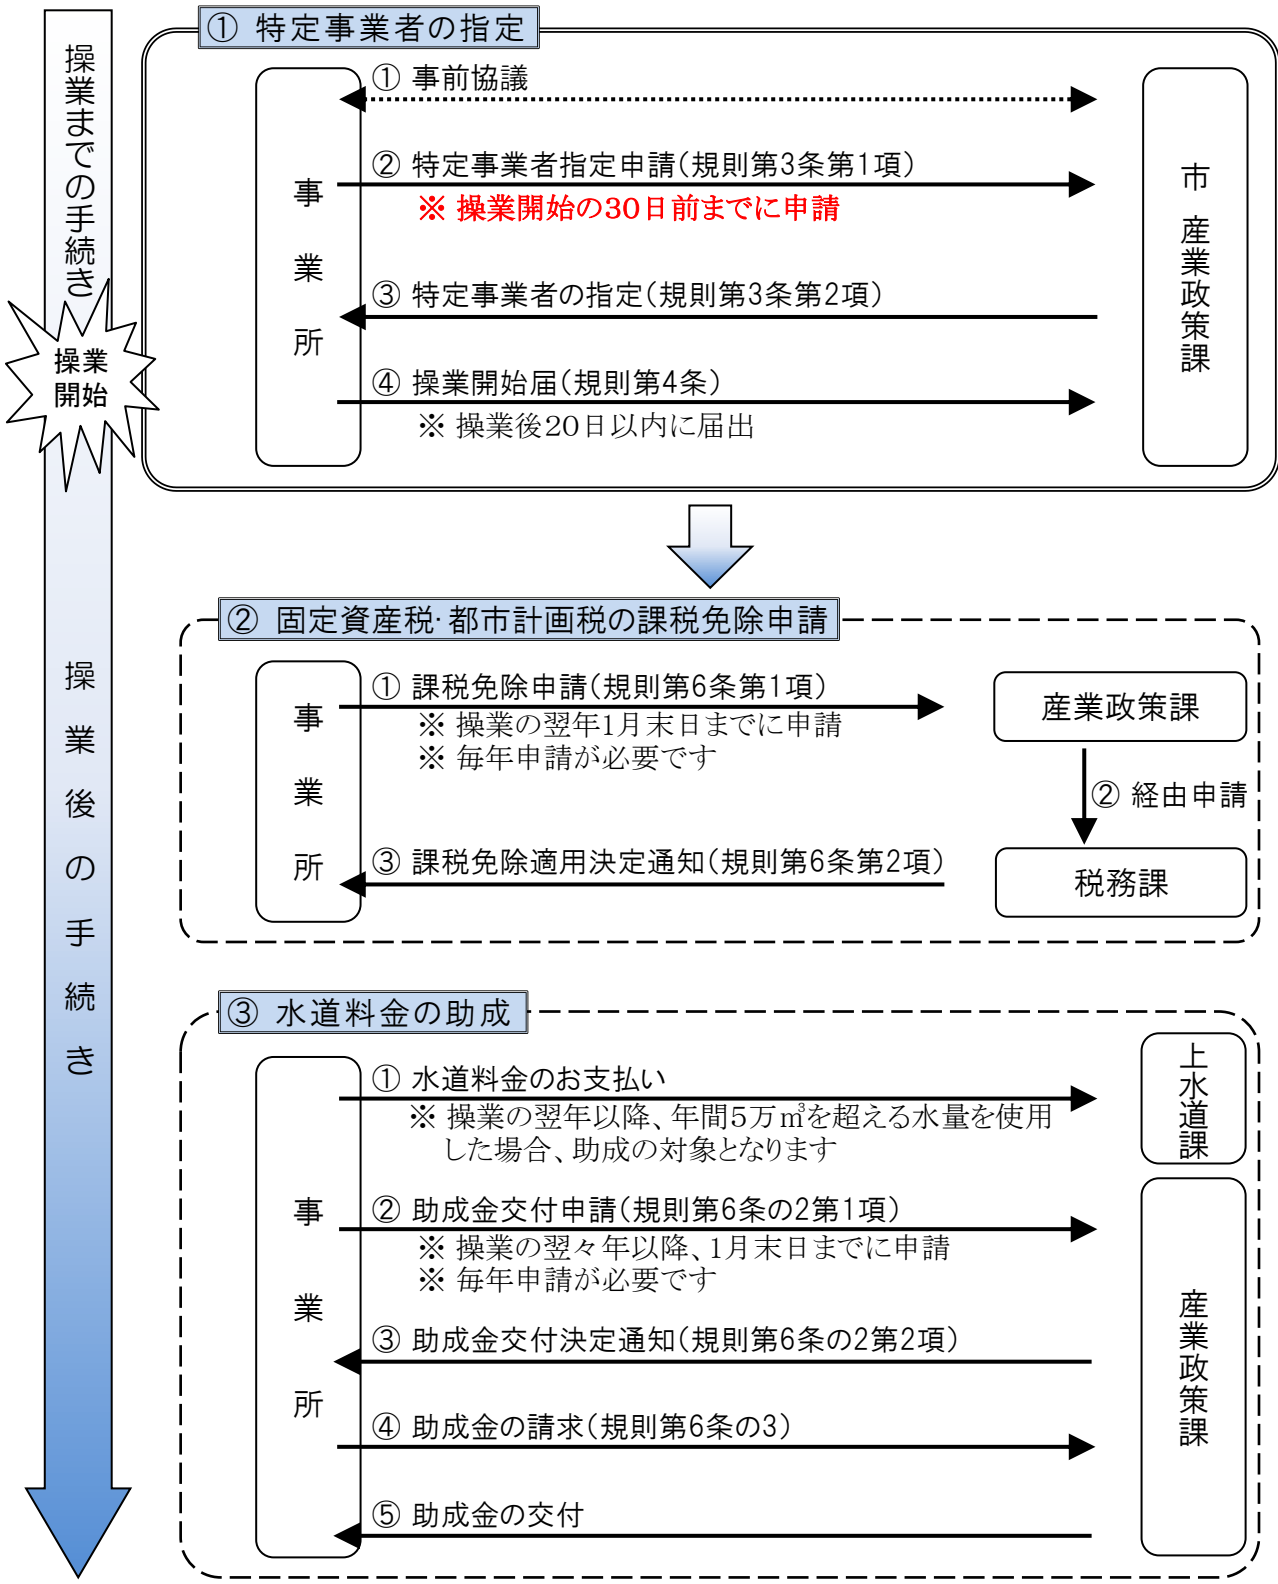 操業までの手続き
操業
開始
操業後の手続き
① 特定事業者の指定
事業所
① 事前協議
② 特定事業者指定申請(規則第3条第1項)
※ 操業開始の30日前までに申請
③ 特定事業者の指定(規則第3条第2項)
④ 操業開始届(規則第4条)
※ 操業後20日以内に届出
市 産業政策課
② 固定資産税・都市計画税の課税免除申請
事業所
① 課税免除申請(規則第6条第1項)
※ 操業の翌年1月末日までに申請
※ 毎年申請が必要です
産業政策課
② 経由申請
③ 課税免除適用決定通知(規則第6条第2項)
税務課
③ 水道料金の助成
事業所
① 水道料金のお支払い
※ 操業の翌年以降、年間5万㎥を超える水量を使用
した場合、助成の対象となります
上水道課
② 助成金交付申請(規則第6条の2第1項)
※ 操業の翌々年以降、1月末日までに申請
※ 毎年申請が必要です
③ 助成金交付決定通知(規則第6条の2第2項)
④ 助成金の請求(規則第6条の3)
⑤ 助成金の交付
産業政策課